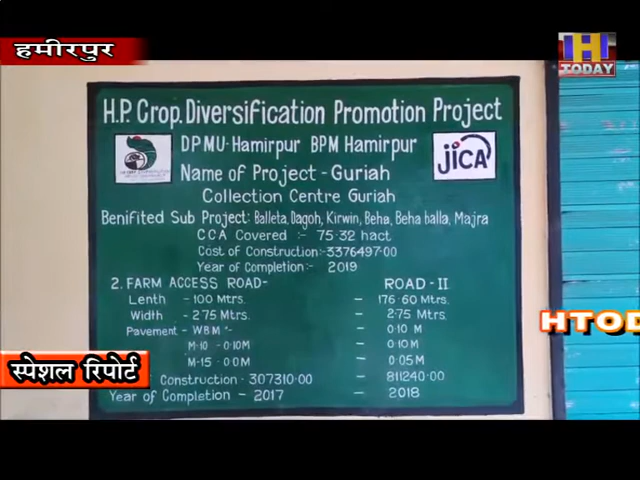 हमीरपुर
H TODAY
H.P. Crop. Diversification Promotion Project
DPMU-Hamirpur BPM Hamirpur
Name of Project - Guriah
jICA
Collection Centre Guriah
Benifited Sub Project: Balleta, Dagoh, Kirwin, Beha, Beha balla, Majra
CCA Covered :- 75.32 hact
Cost of Construction:-3376497.00
Year of Completion:- 2019
2. FARM ACCESS ROAD- ROAD-II
Lenth -100 Mtrs. - 176.60 Mtrs.
Width -2.75 Mtrs. - 2.75 Mtrs.
Pavement - WBM "- - 0.10 M
M-10 -0.10M - 0.10M
M-15 -0.0M - 0.05M
Construction- 307310.00 - 811240.00
Year of Completion - 2017 - 2018
HTOD
स्पेशल रिपोर्ट